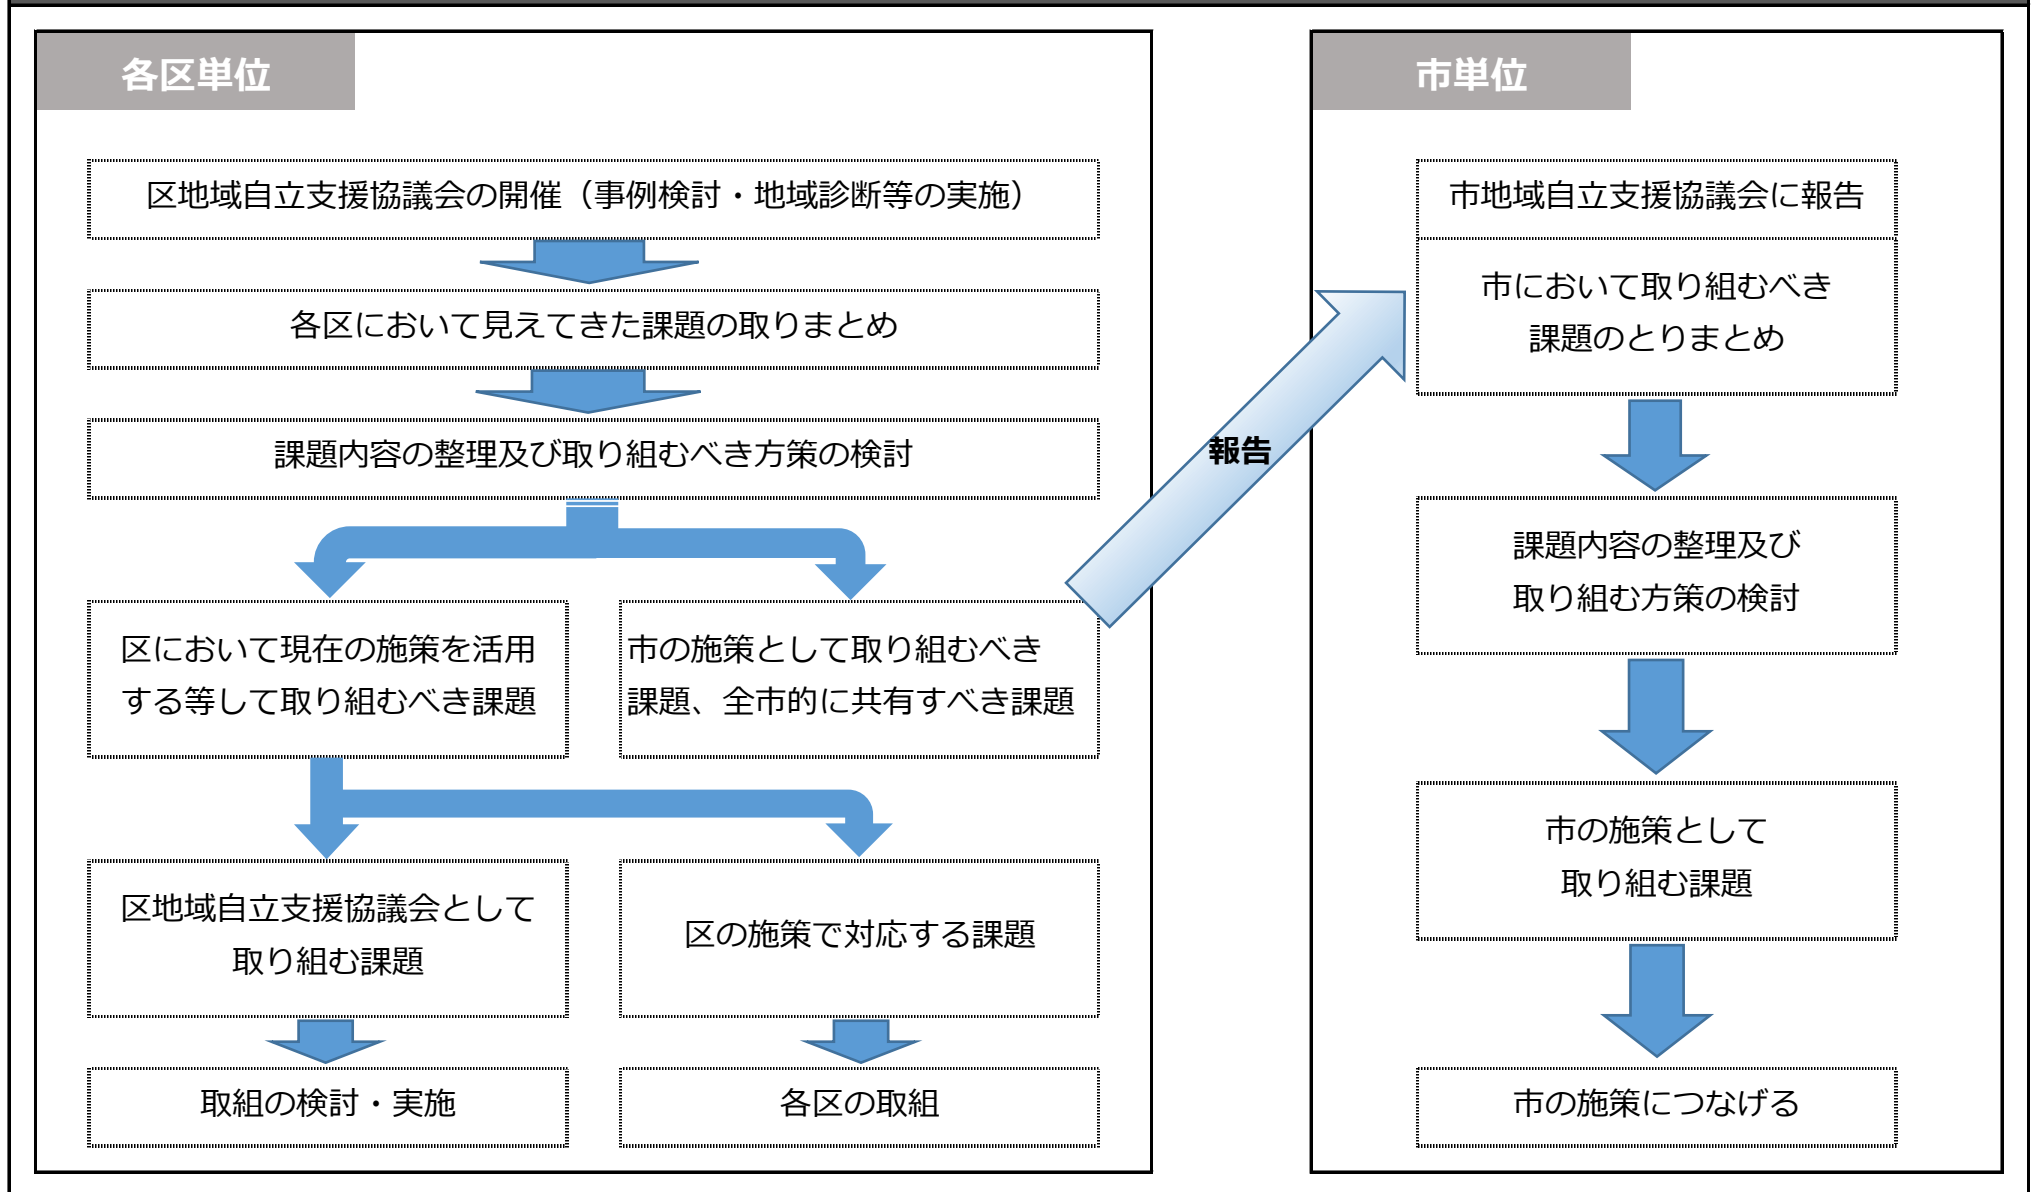 各区単位
区地域自立支援協議会の開催（事例検討・地域診断等の実施）
各区において見えてきた課題の取りまとめ
課題内容の整理及び取り組むべき方策の検討
区において現在の施策を活用
する等して取り組むべき課題
市の施策として取り組むべき
課題、全市的に共有すべき課題
区地域自立支援協議会として
取り組む課題
区の施策で対応する課題
取組の検討・実施
各区の取組
報告
市単位
市地域自立支援協議会に報告
市において取り組むべき
課題のとりまとめ
課題内容の整理及び
取り組む方策の検討
市の施策として
取り組む課題
市の施策につなげる